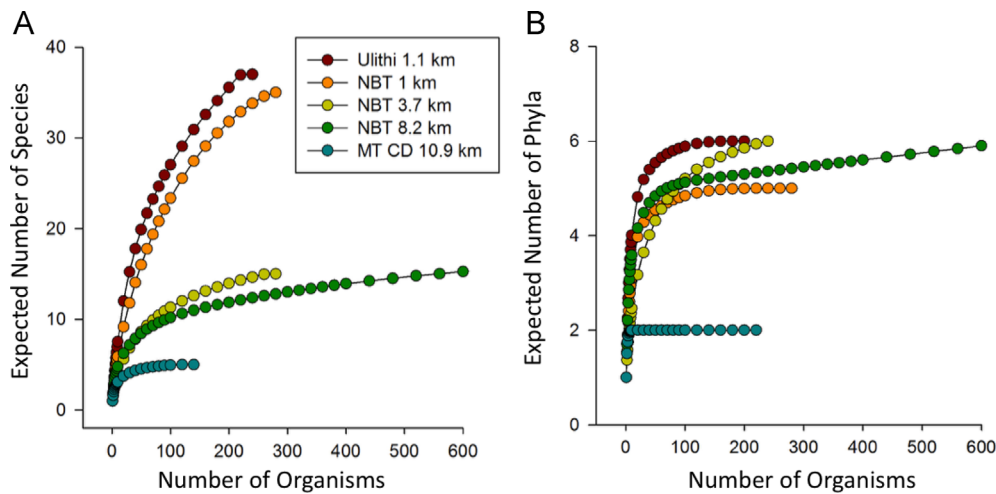 A
B
40
30
20
10
0
Expected Number of Species
Ulithi 1.1 km
NBT 1 km
NBT 3.7 km
NBT 8.2 km
MT CD 10.9 km
0 100 200 300 400 500 600
Number of Organisms
8
6
4
2
0
Expected Number of Phyla
0 100 200 300 400 500 600
Number of Organisms